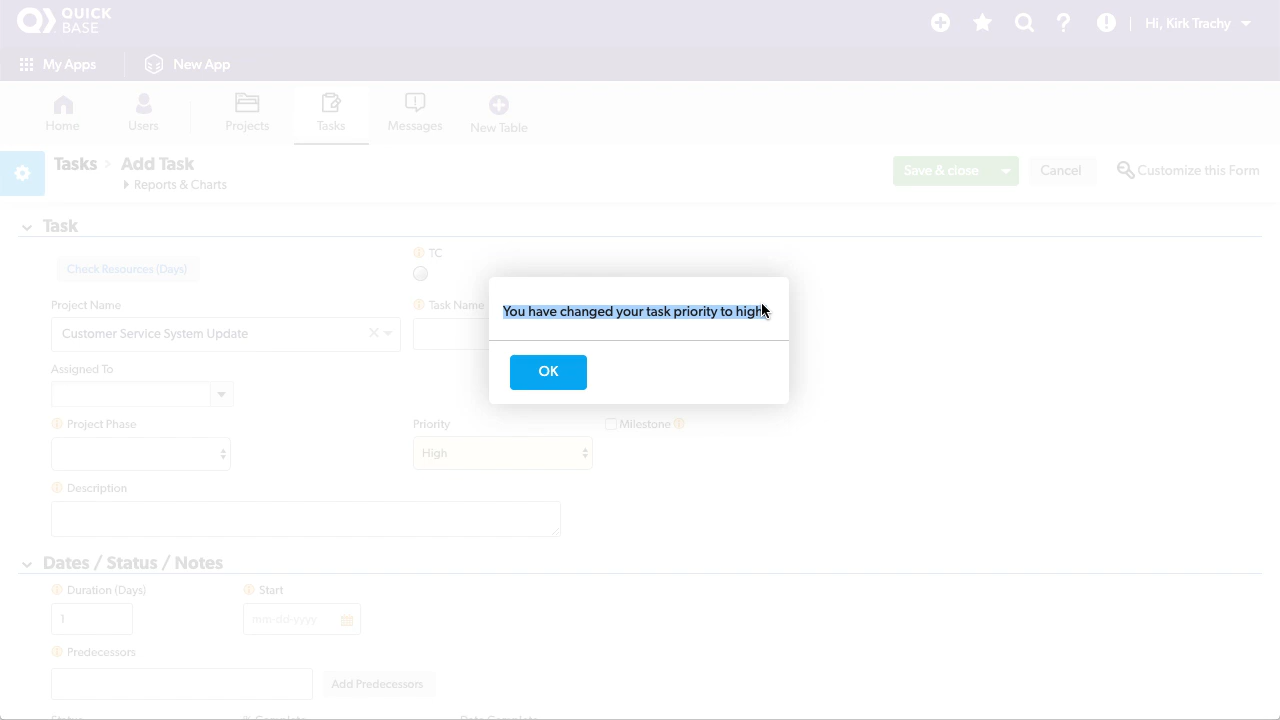 QUICK
BASE
Hi, Kirk Trachy
My Apps
New App
Home
Users
Projects
Tasks
Messages
New Table
Tasks > Add Task
Reports & Charts
Save & close
Cancel
Customize this Form
Task
Check Resources (Days)
TC
Project Name
Task Name
Customer Service System Update
You have changed your task priority to high
OK
Assigned To
Project Phase
Priority
Milestone
High
Description
Dates / Status / Notes
Duration (Days)
Start
1
mm-dd-yyyy
Predecessors
Add Predecessors